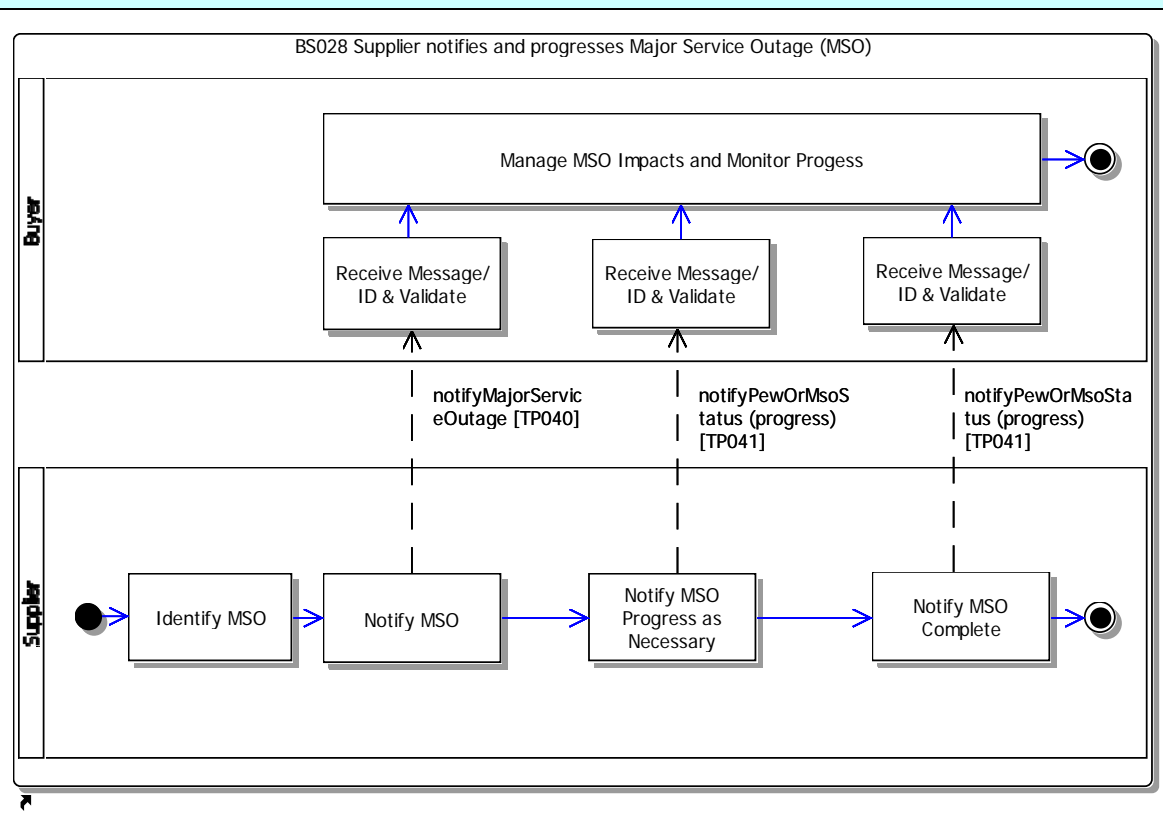 BS028 Supplier notifies and progresses Major Service Outage (MSO)
Buyer
Manage MSO Impacts and Monitor Progess
Receive Message/
ID & Validate
Receive Message/
ID & Validate
Receive Message/
ID & Validate
notifyMajorServic
eOutage [TP040]
notifyPewOrMsoS
tatus (progress)
[TP041]
notifyPewOrMsoSta
tus (progress)
[TP041]
Supplier
Identify MSO
Notify MSO
Notify MSO
Progress as
Necessary
Notify MSO
Complete